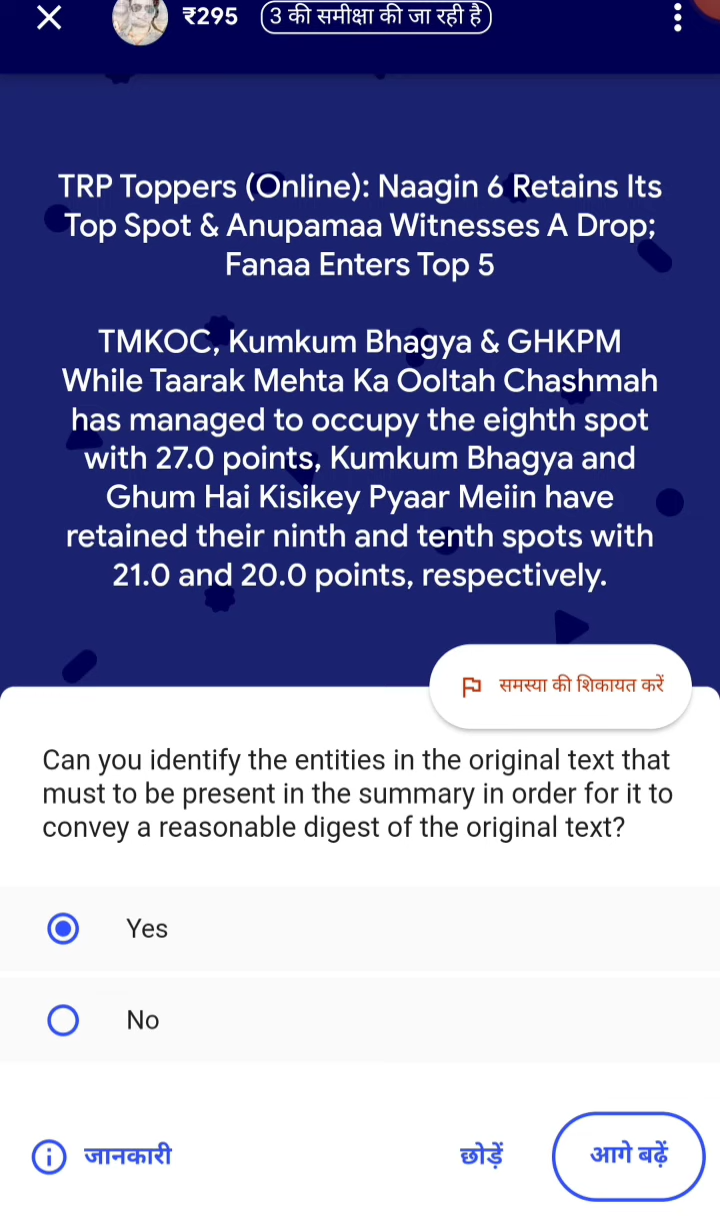 ₹295 3 की समीक्षा की जा रही है
TRP Toppers (Online): Naagin 6 Retains Its
Top Spot & Anupamaa Witnesses A Drop;
Fanaa Enters Top 5
TMKOC, Kumkum Bhagya & GHKPM
While Taarak Mehta Ka Ooltah Chashmah
has managed to occupy the eighth spot
with 27.0 points, Kumkum Bhagya and
Ghum Hai Kisikey Pyaar Meiin have
retained their ninth and tenth spots with
21.0 and 20.0 points, respectively.
समस्या की शिकायत करें
Can you identify the entities in the original text that
must to be present in the summary in order for it to
convey a reasonable digest of the original text?
Yes
No
जानकारी छोड़ें आगे बढ़ें